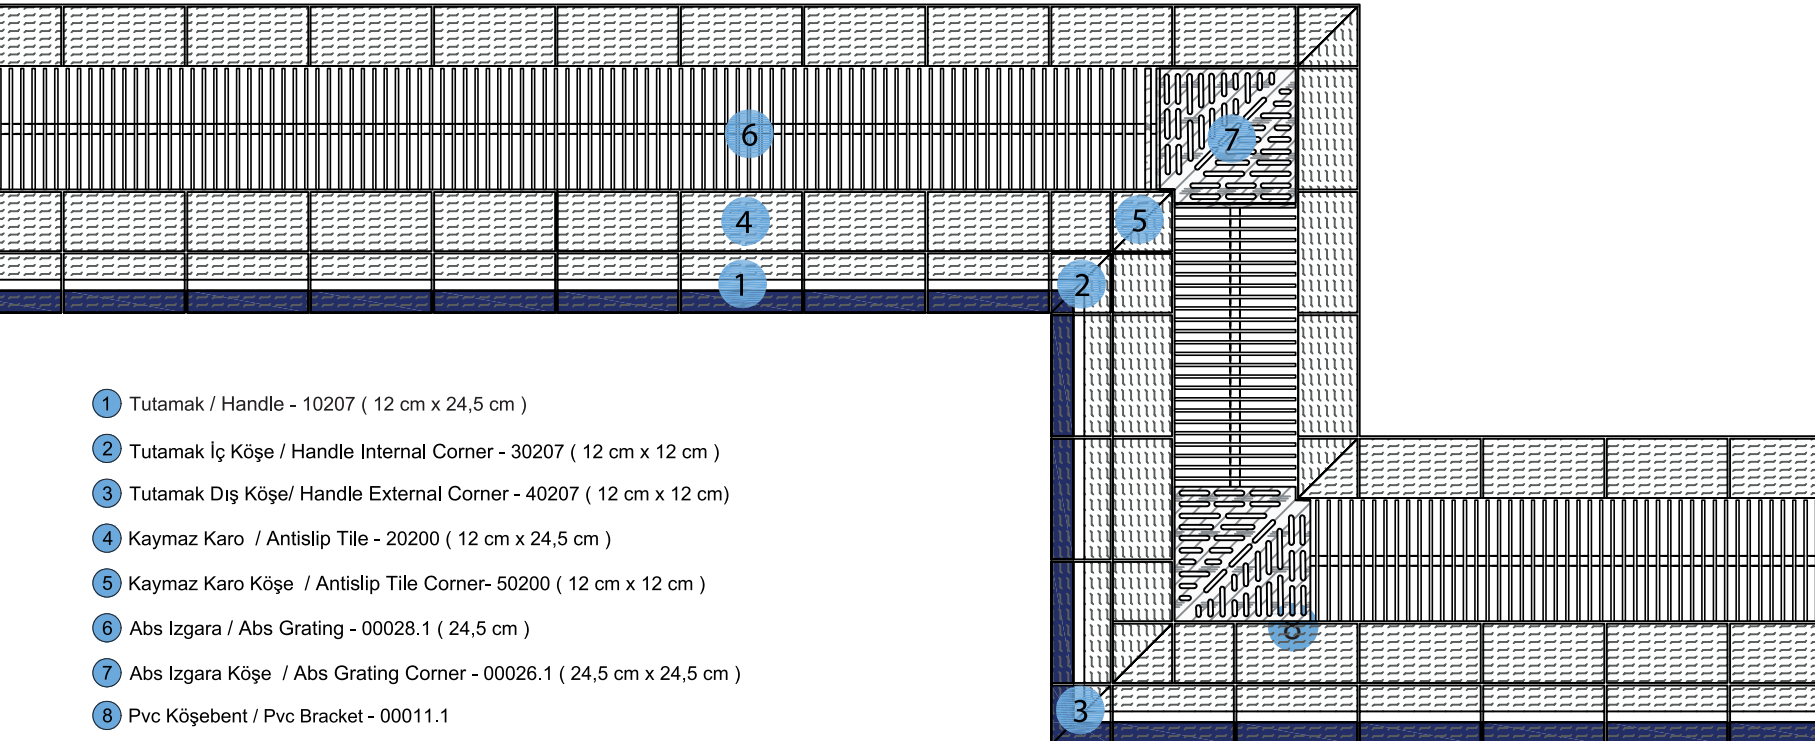 6
7
4
5
1
2
1 Tutamak / Handle - 10207 ( 12 cm x 24,5 cm )
2 Tutamak İç Köşe / Handle Internal Corner - 30207 ( 12 cm x 12 cm )
3 Tutamak Dış Köşe/ Handle External Corner - 40207 ( 12 cm x 12 cm)
4 Kaymaz Karo / Antislip Tile - 20200 ( 12 cm x 24,5 cm )
5 Kaymaz Karo Köşe / Antislip Tile Corner- 50200 ( 12 cm x 12 cm )
6 Abs Izgara / Abs Grating - 00028.1 ( 24,5 cm )
7 Abs Izgara Köşe / Abs Grating Corner - 00026.1 ( 24,5 cm x 24,5 cm )
8 Pvc Köşebent / Pvc Bracket - 00011.1
8
3